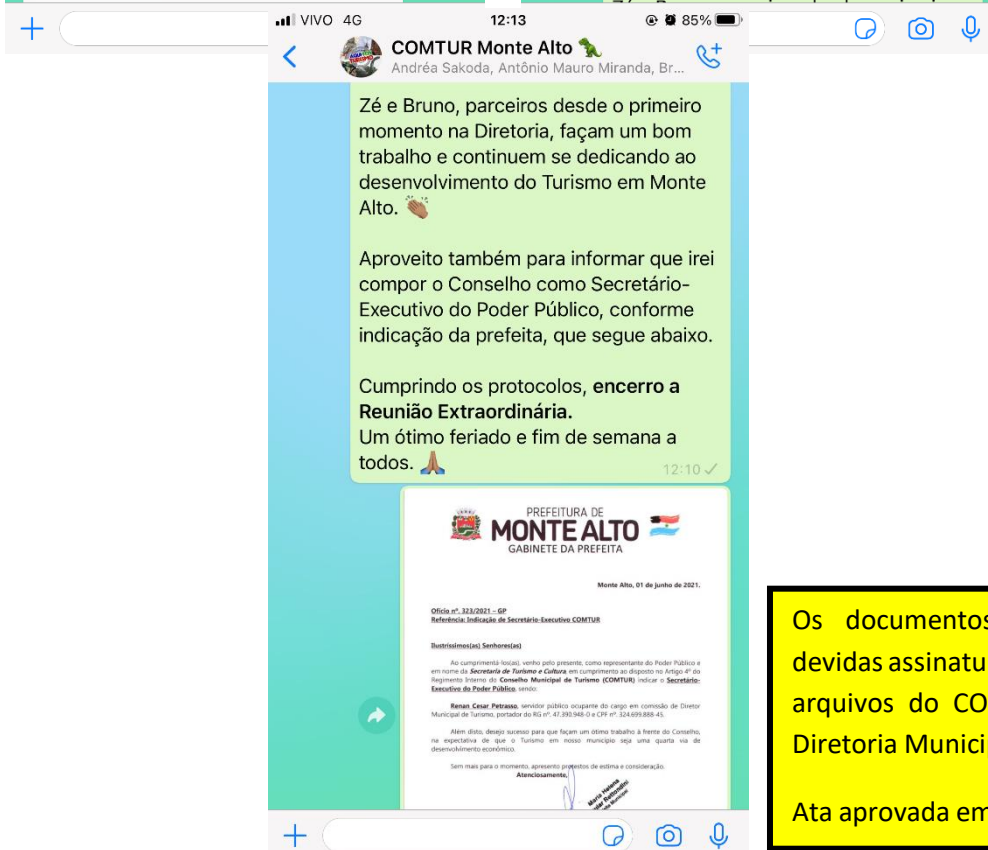 VIVO 4G
12:13
85%
COMTUR Monte Alto
Andréa Sakoda, Antônio Mauro Miranda, Br...
Zé e Bruno, parceiros desde o primeiro
momento na Diretoria, façam um bom
trabalho e continuem se dedicando ao
desenvolvimento do Turismo em Monte
Alto.
Aproveito também para informar que irei
compor o Conselho como Secretário-
Executivo do Poder Público, conforme
indicação da prefeita, que segue abaixo.
Cumprindo os protocolos, encerro a
Reunião Extraordinária.
Um ótimo feriado e fim de semana a
todos.
12:10
PREFEITURA DE
MONTE ALTO
GABINETE DA PREFEITA
Monte Alto, 01 de junho de 2021.
Ofício nº. 323/2021 – GP
Referência: Indicação de Secretário-Executivo COMTUR
Ilustríssimos(as) Senhores(as)
Ao cumprimentá-los(as), venho pelo presente, como representante do Poder Público e
em nome da Secretaria de Turismo e Cultura, em cumprimento ao disposto no Artigo 4º do
Regimento Interno do Conselho Municipal de Turismo (COMTUR) indicar o Secretário-
Executivo do Poder Público, sendo:
Renan Cesar Petrasso, servidor público ocupante do cargo em comissão de Diretor
Municipal de Turismo, portador do RG nº. 47.390.948-0 e CPF nº. 324.699.888-45.
Além disto, desejo sucesso para que façam um ótimo trabalho à frente do Conselho,
na expectativa de que o Turismo em nosso município seja uma quarta via de
desenvolvimento econômico.
Sem mais para o momento, apresento protestos de estima e consideração.
Atenciosamente,
Maria Helena
Os documentos
devidas assinatu
arquivos do CO
Diretoria Munici
Ata aprovada em